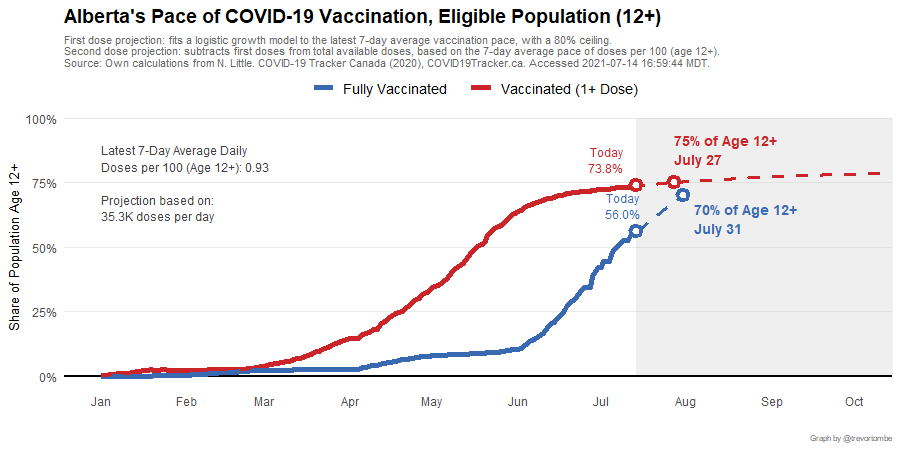 Alberta's Pace of COVID-19 Vaccination, Eligible Population (12+)
First dose projection: fits a logistic growth model to the latest 7-day average vaccination pace, with a 80% ceiling.
Second dose projection: subtracts first doses from total available doses, based on the 7-day average pace of doses per 100 (age 12+).
Source: Own calculations from N. Little. COVID-19 Tracker Canada (2020), COVID19Tracker.ca. Accessed 2021-07-14 16:59:44 MDT.
Fully Vaccinated
Vaccinated (1+ Dose)
Share of Population Age 12+
100%
75%
50%
25%
0%
Latest 7-Day Average Daily
Doses per 100 (Age 12+): 0.93
Projection based on:
35.3K doses per day
Today
73.8%
75% of Age 12+
July 27
Today
56.0%
70% of Age 12+
July 31
Jan
Feb
Mar
Apr
May
Jun
Jul
Aug
Sep
Oct
Graph by @trevortombe